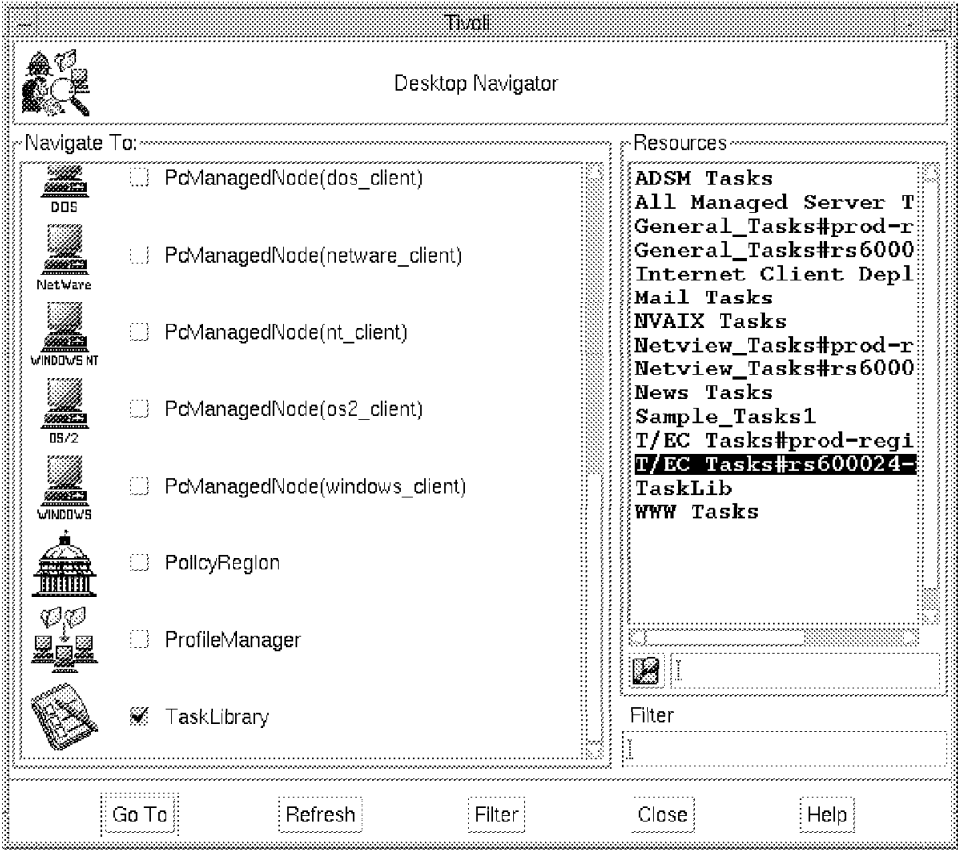 Tivoli
Desktop Navigator
Navigate To:
DOS
PcManagedNode(dos_client)
NetWare
PcManagedNode(netware_client)
WINDOWS NT
PcManagedNode(nt_client)
OS/2
PcManagedNode(os2_client)
WINDOWS
PcManagedNode(windows_client)
PolicyRegion
ProfileManager
TaskLibrary
Resources
ADSM Tasks
All Managed Server T
General_Tasks#prod-r
General_Tasks#rs6000
Internet Client Depl
Mail Tasks
NVAIX Tasks
Netview_Tasks#prod-r
Netview_Tasks#rs6000
News Tasks
Sample_Tasks1
T/EC Tasks#prod-regi
T/EC Tasks#rs600024-
TaskLib
WWW Tasks
Filter
Go To Refresh Filter Close Help